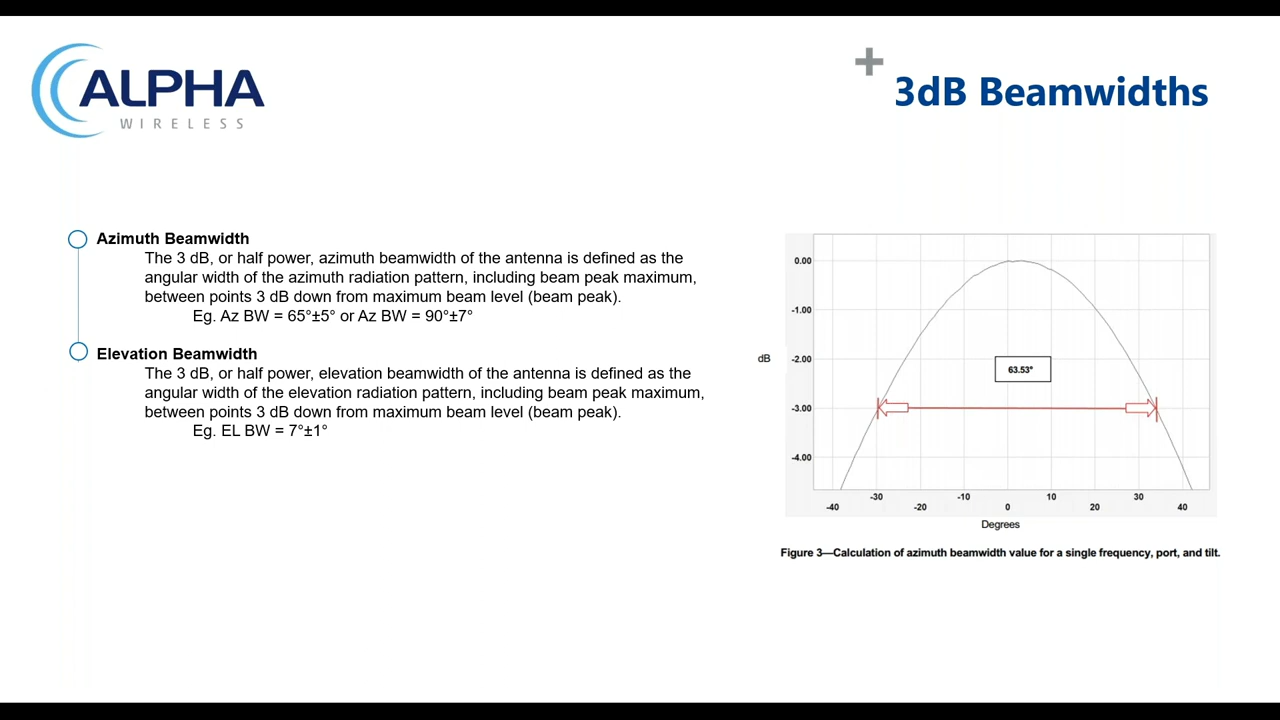 ALPHA
WIRELESS
3dB Beamwidths
Azimuth Beamwidth
The 3 dB, or half power, azimuth beamwidth of the antenna is defined as the
angular width of the azimuth radiation pattern, including beam peak maximum,
between points 3 dB down from maximum beam level (beam peak).
Eg. Az BW = 65°±5° or Az BW = 90°±7°
Elevation Beamwidth
The 3 dB, or half power, elevation beamwidth of the antenna is defined as the
angular width of the elevation radiation pattern, including beam peak maximum,
between points 3 dB down from maximum beam level (beam peak).
Eg. EL BW = 7°±1°
0.00
-1.00
dB
-2.00
63.53°
-3.00
-4.00
-30 -10 10 30
-40 -20 0 20 40
Degrees
Figure 3—Calculation of azimuth beamwidth value for a single frequency, port, and tilt.